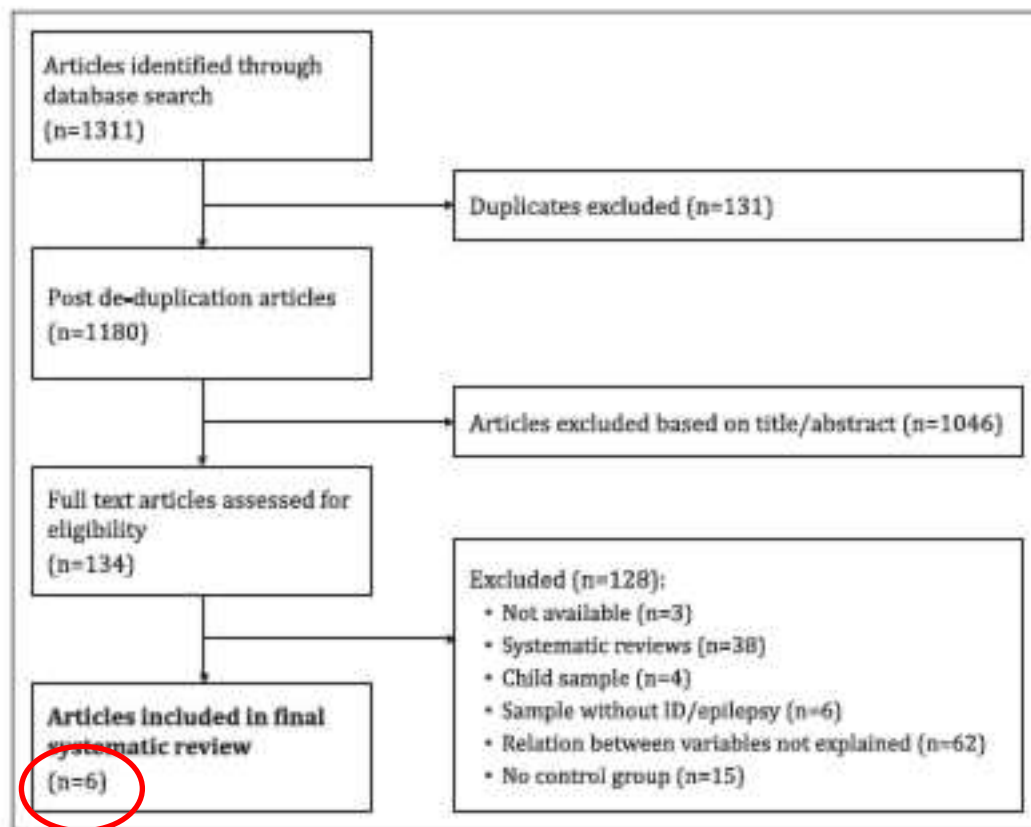 Articles identified through
database search
(n=1311)
Duplicates excluded (n=131)
Post de-duplication articles
(n=1180)
Articles excluded based on title/abstract (n=1046)
Full text articles assessed for
eligibility
(n=134)
Excluded (n=128):
• Not available (n=3)
• Systematic reviews (n=38)
• Child sample (n=4)
• Sample without ID/epilepsy (n=6)
• Relation between variables not explained (n=62)
• No control group (n=15)
Articles included in final
systematic review
(n=6)